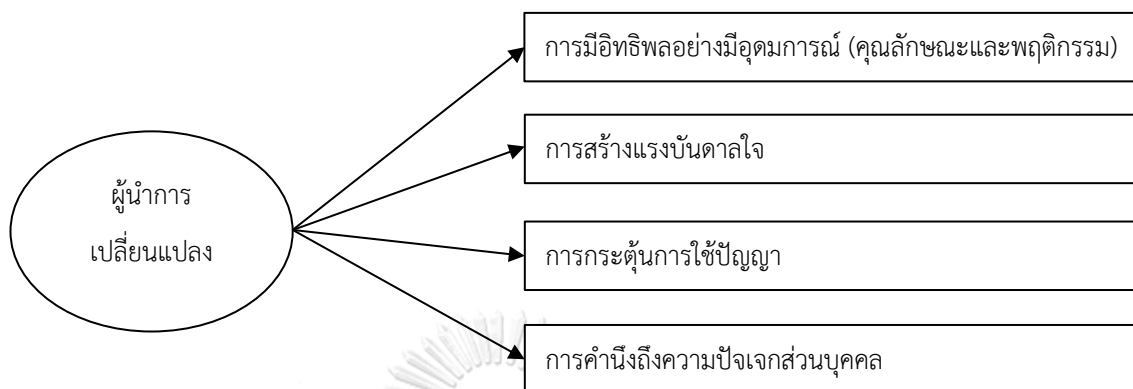 การมีอิทธิพลอย่างมีอุดมการณ์ (คุณลักษณะและพฤติกรรม)
การสร้างแรงบันดาลใจ
ผู้นำการ
เปลี่ยนแปลง
การกระตุ้นการใช้ปัญญา
การคำนึงถึงความปัจเจกส่วนบุคคล